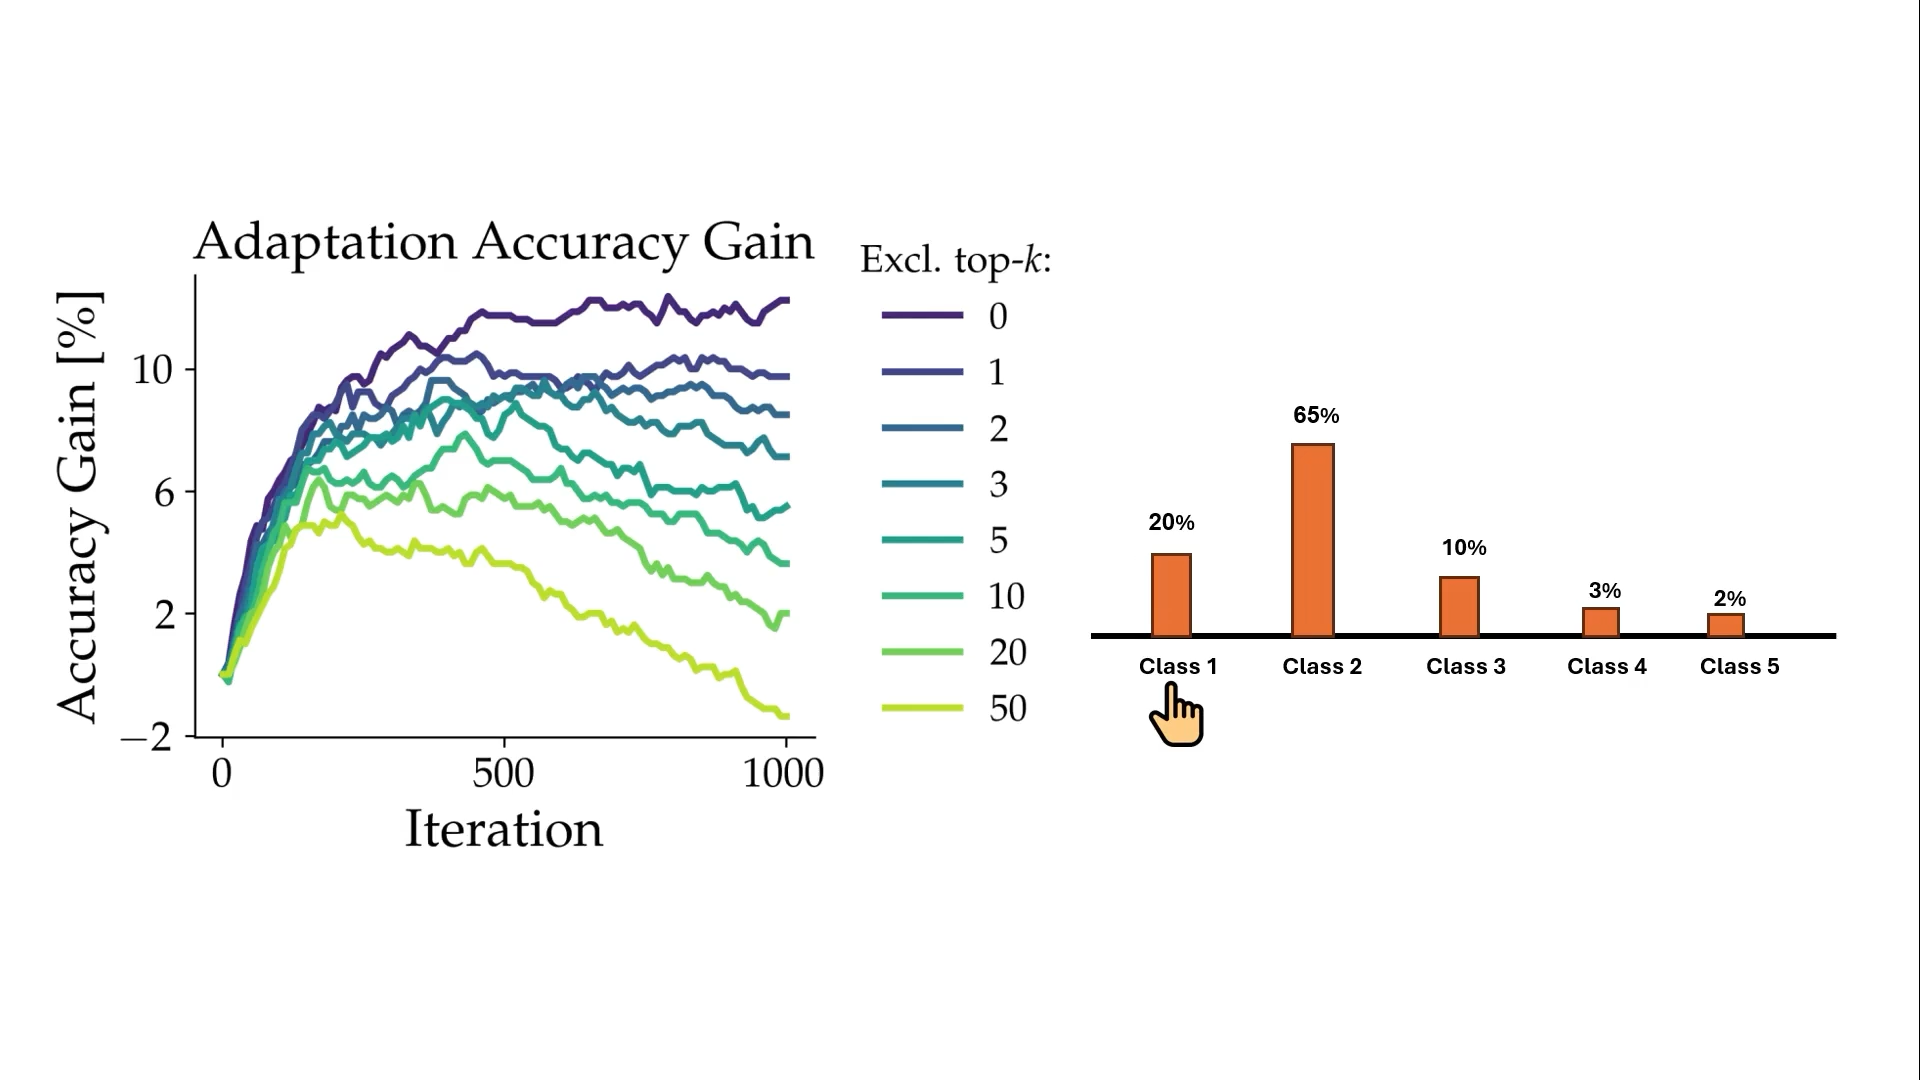 Adaptation Accuracy Gain
Accuracy Gain [%]
10
6
2
−2
0
500
1000
Iteration
Excl. top-k:
0
1
2
3
5
10
20
50
20%
65%
10%
3%
2%
Class 1
Class 2
Class 3
Class 4
Class 5